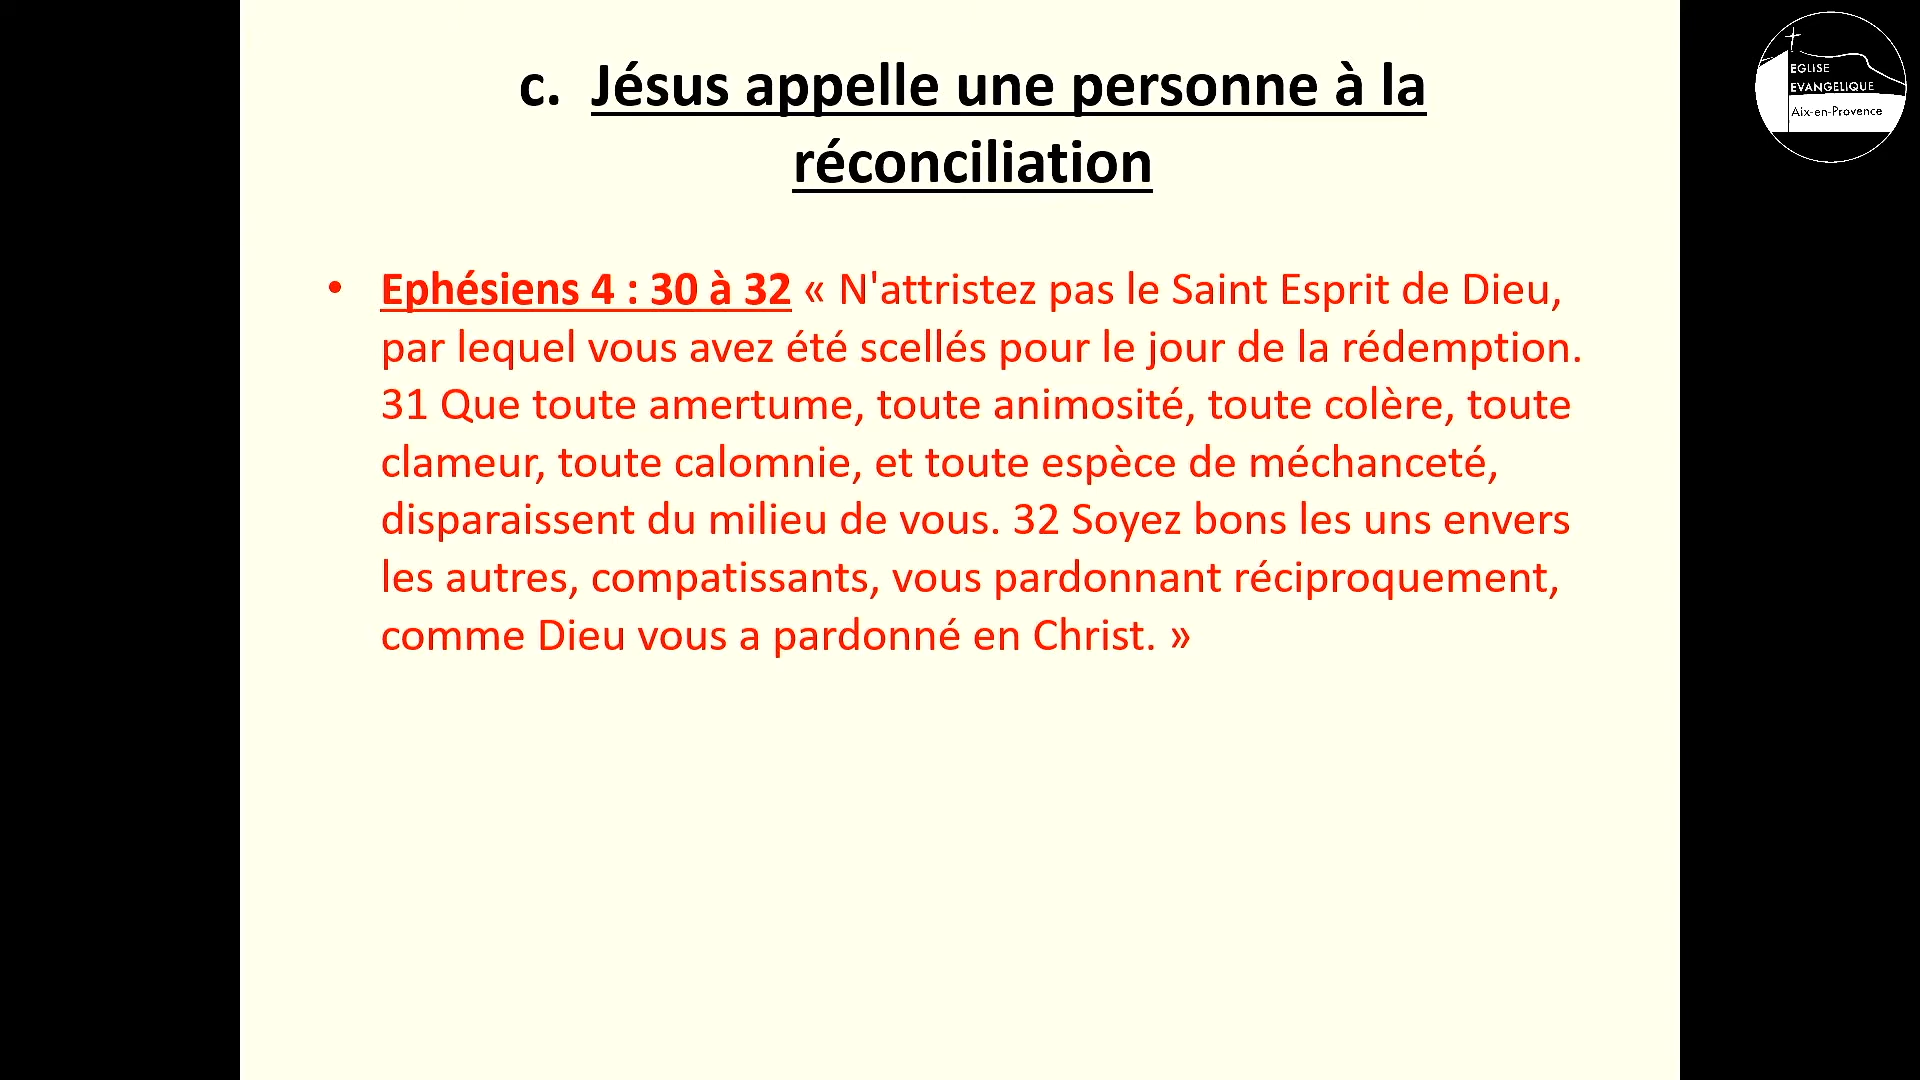 c. Jésus appelle une personne à la
réconciliation
• Ephésiens 4 : 30 à 32 « N'attristez pas le Saint Esprit de Dieu,
par lequel vous avez été scellés pour le jour de la rédemption.
31 Que toute amertume, toute animosité, toute colère, toute
clameur, toute calomnie, et toute espèce de méchanceté,
disparaissent du milieu de vous. 32 Soyez bons les uns envers
les autres, compatissants, vous pardonnant réciproquement,
comme Dieu vous a pardonné en Christ. »
EGLISE
EVANGELIQUE
Aix-en-Provence